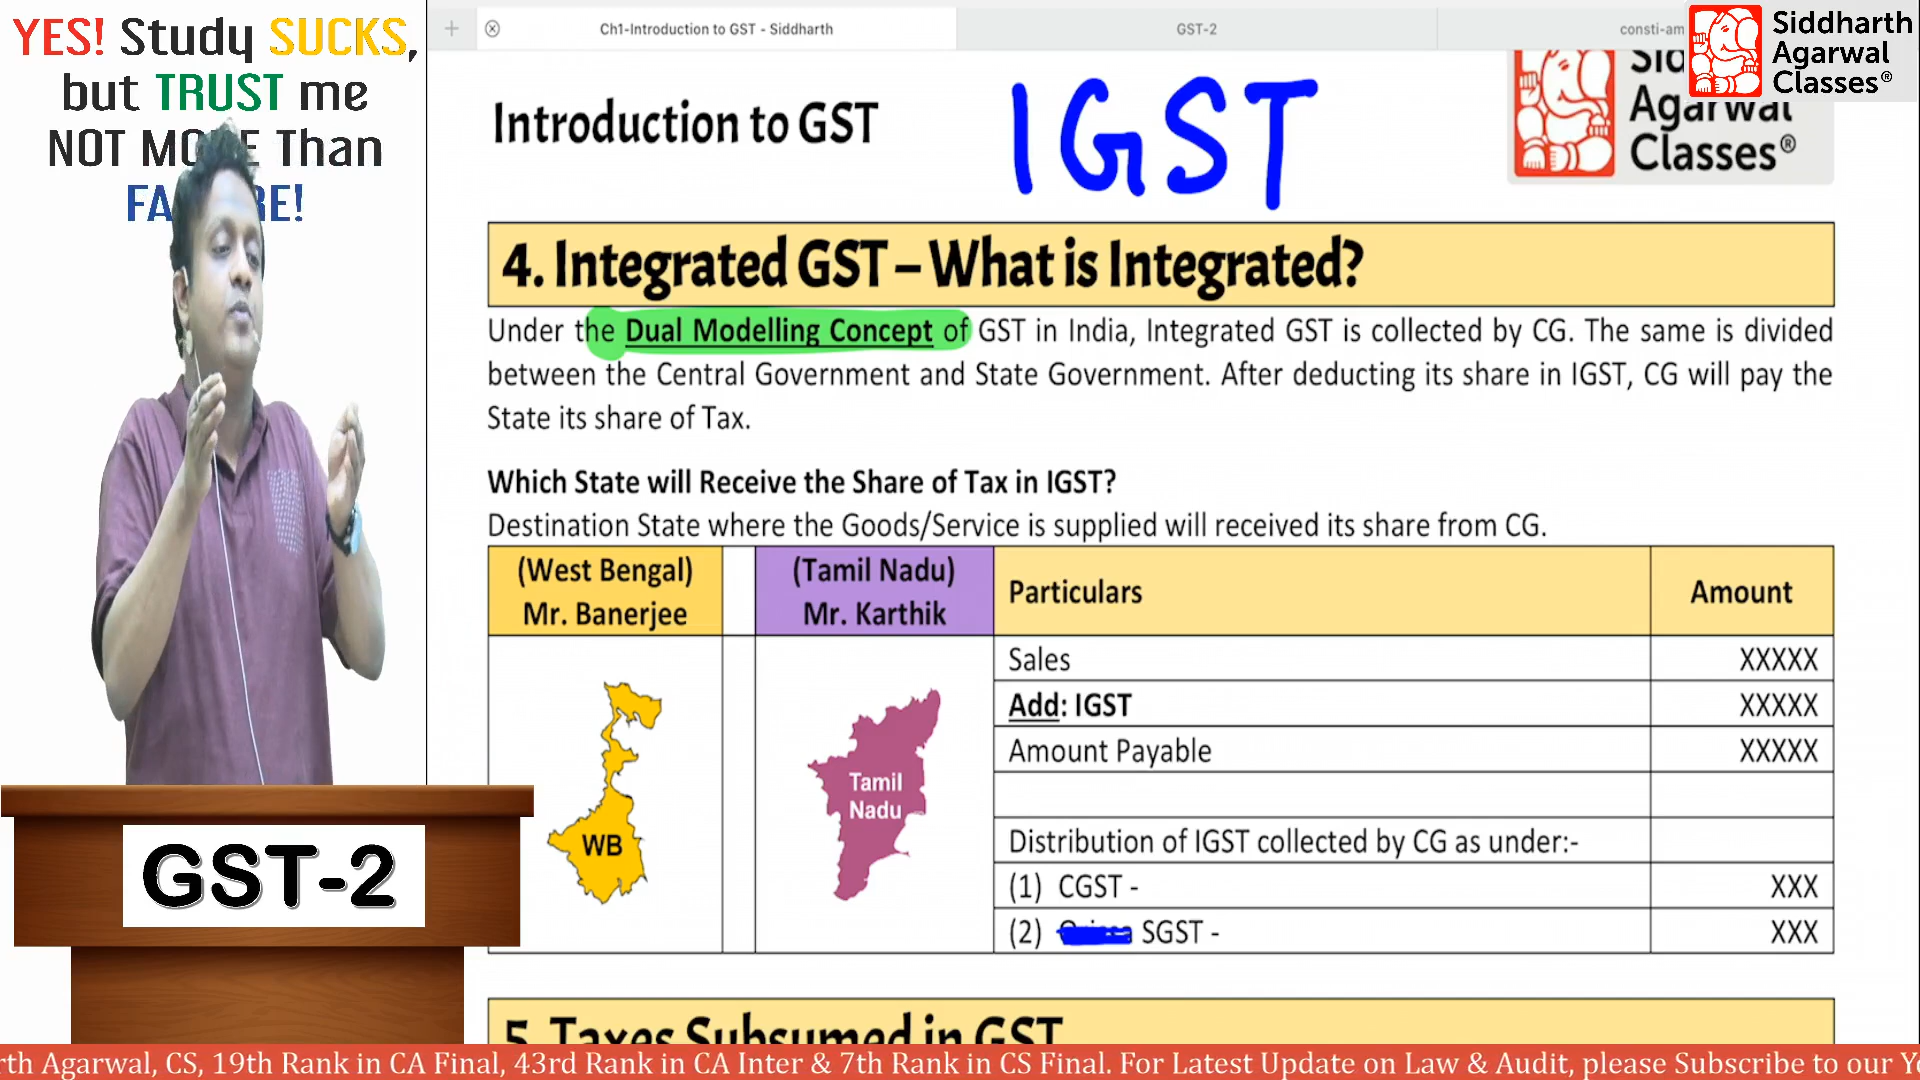 YES! Study SUCKS,
but TRUST me
NOT MO E Than
FA RE!
Ch1-Introduction to GST - Siddharth
GST-2
consti-am
Siddharth
Agarwal
Classes®
Introduction to GST
IGST
Agarwal
Classes®
4. Integrated GST – What is Integrated?
Under the Dual Modelling Concept of GST in India, Integrated GST is collected by CG. The same is divided
between the Central Government and State Government. After deducting its share in IGST, CG will pay the
State its share of Tax.
Which State will Receive the Share of Tax in IGST?
Destination State where the Goods/Service is supplied will received its share from CG.
(West Bengal)
Mr. Banerjee
(Tamil Nadu)
Mr. Karthik
Particulars
Amount
Sales XXXXX
Add: IGST XXXXX
Amount Payable XXXXX
Distribution of IGST collected by CG as under:-
(1) CGST - XXX
(2) SGST - XXX
WB
Tamil
Nadu
GST-2
5. Taxes Subsumed in GST
rth Agarwal, CS, 19th Rank in CA Final, 43rd Rank in CA Inter & 7th Rank in CS Final. For Latest Update on Law & Audit, please Subscribe to our Yo